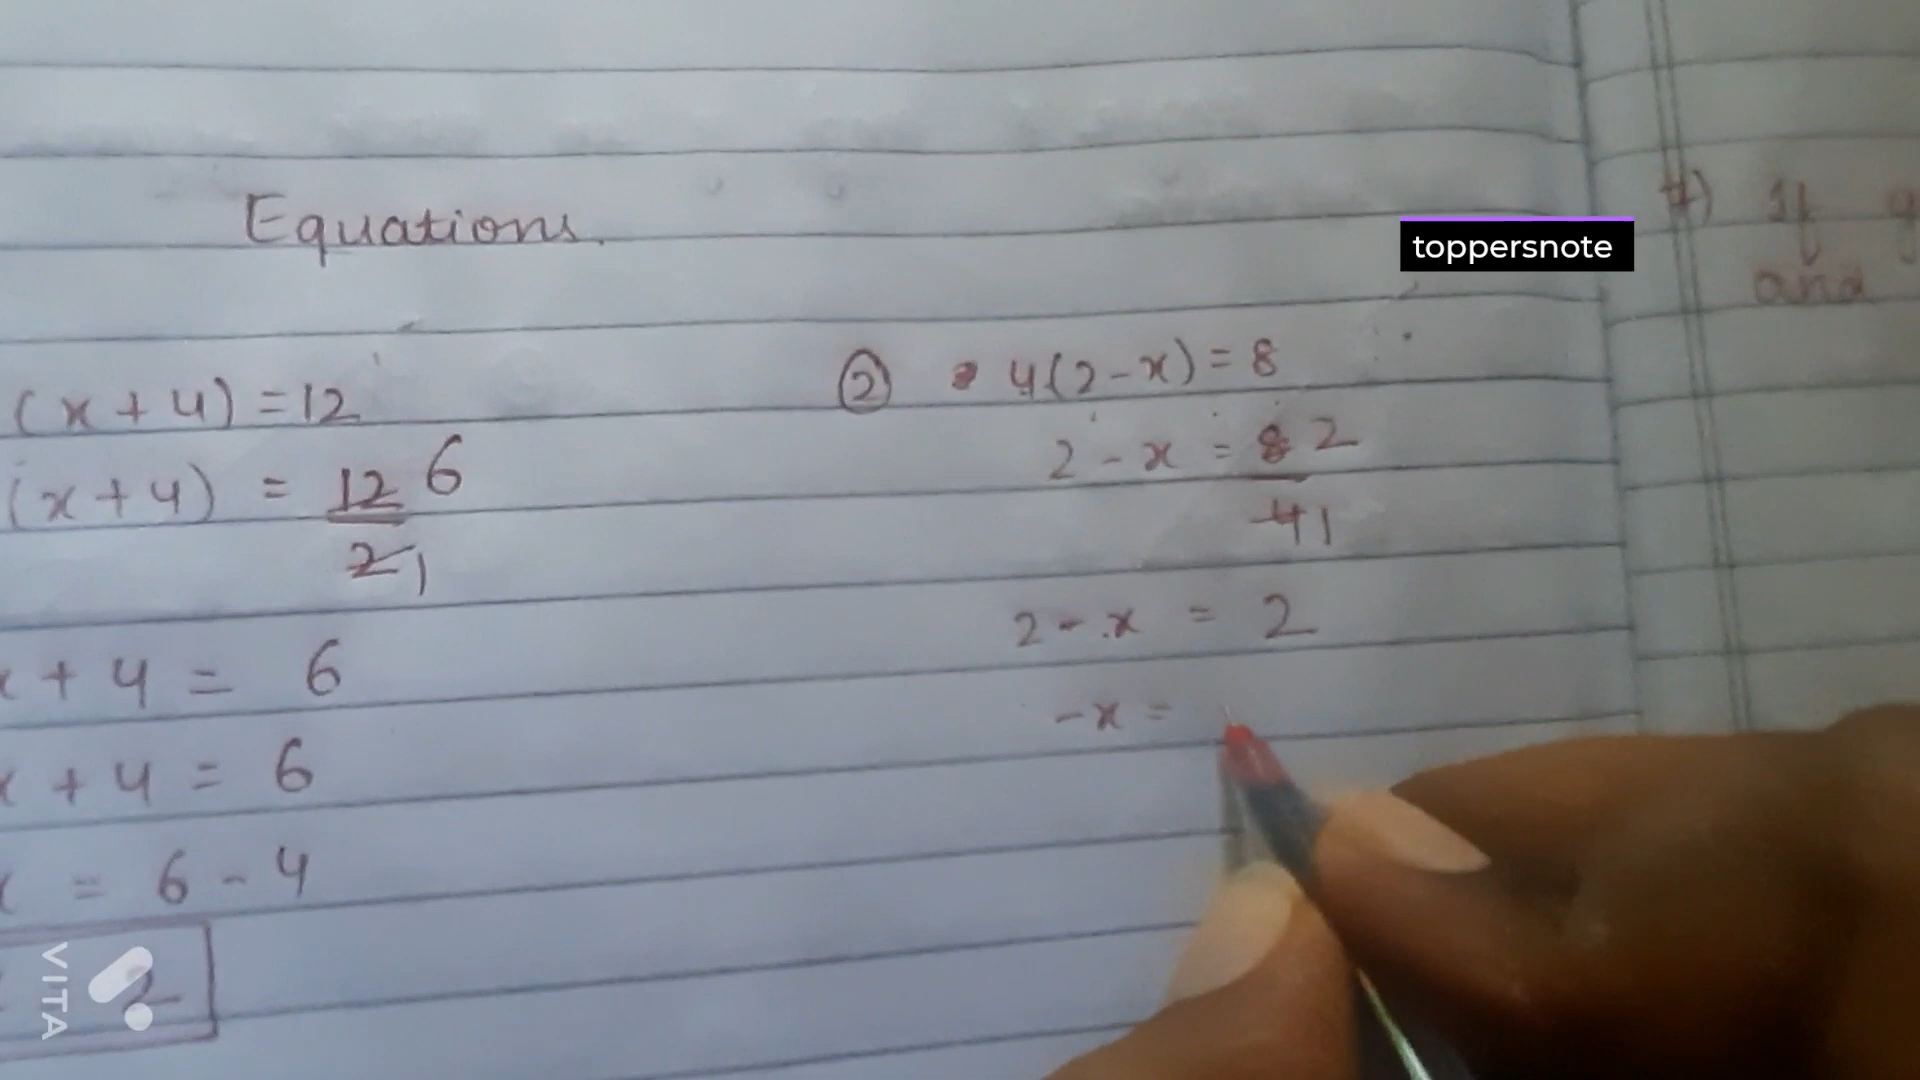 Equations.
toppersnote
(x+4)=12
(x+4) = 12 6
2 1
x+4 = 6
x+4 = 6
x = 6-4
2
② 4(2-x)=8
2-x = 8 2
4 1
2-x = 2
-x =
If
and
VITA